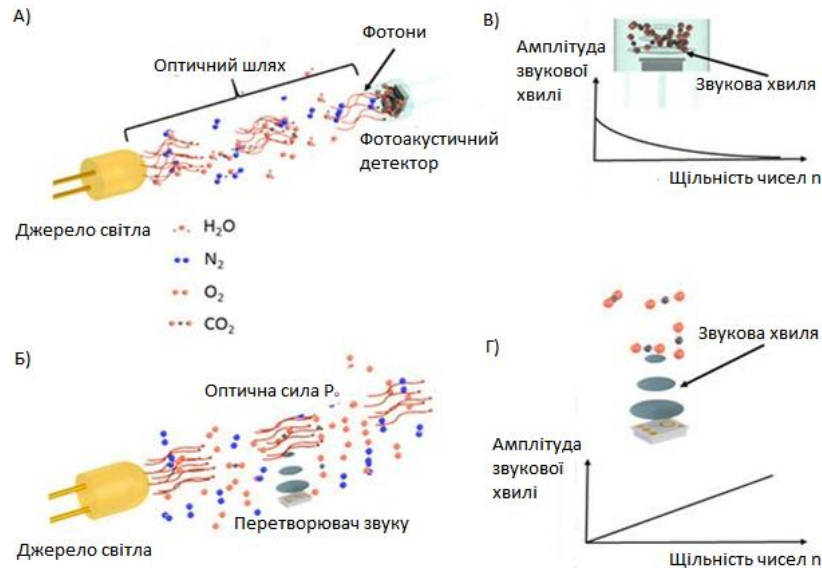 А)
Фотони
Оптичний шлях
Фотоакустичний
детектор
Джерело світла
H₂O
N₂
O₂
CO₂
В)
Амплітуда
звукової
хвилі
Звукова хвиля
Щільність чисел n
Б)
Оптична сила Pₒ
Перетворювач звуку
Джерело світла
Г)
Звукова хвиля
Амплітуда
звукової
хвилі
Щільність чисел n